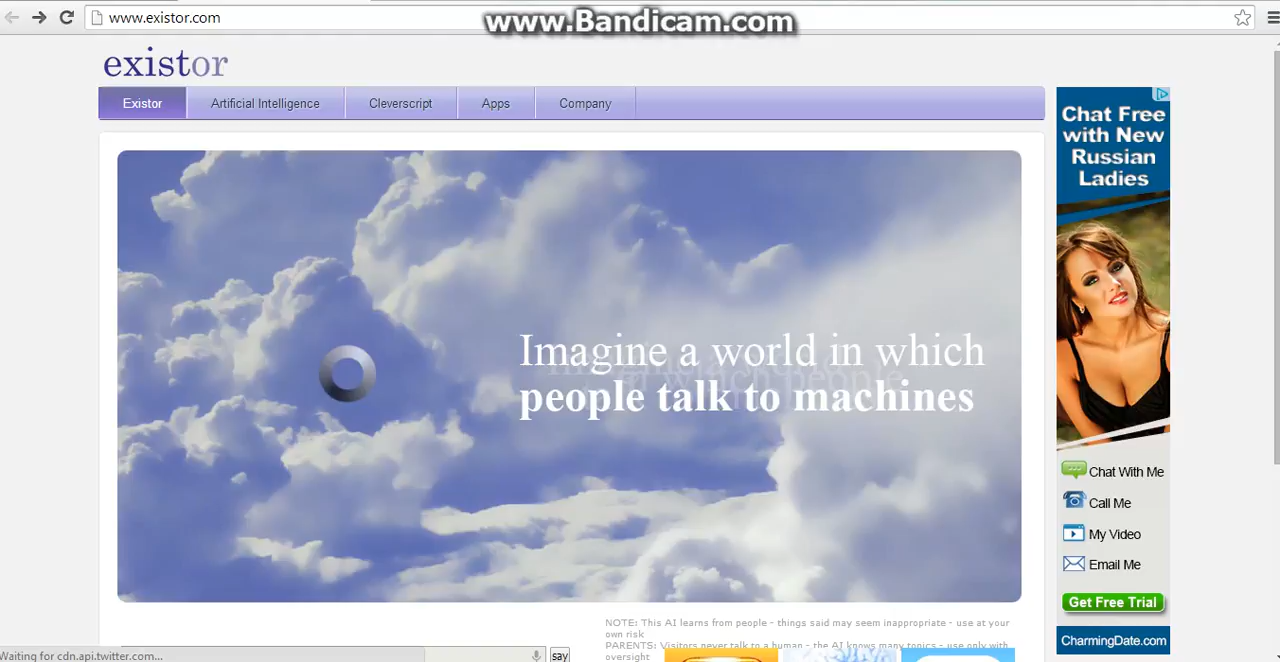 www.existor.com
www.Bandicam.com
existor
Existor
Artificial Intelligence
Cleverscript
Apps
Company
Chat Free
with New
Russian
Ladies
Imagine a world in which
people talk to machines
Chat With Me
Call Me
My Video
Email Me
Get Free Trial
CharmingDate.com
NOTE: This AI learns from people - things said may seem inappropriate - use at your
own risk
PARENTS: Visitors never talk to a human - the AI knows many topics - use only with
oversight
say
Waiting for cdn.api.twitter.com...